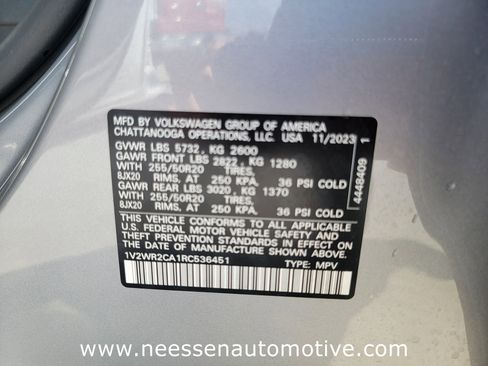 MFD BY VOLKSWAGEN GROUP OF AMERICA
CHATTANOOGA OPERATIONS, LLC. USA 11/2023
GVWR LBS 5732, KG 2600
GAWR FRONT LBS 2822, KG 1280
WITH 255/50R20 TIRES,
8JX20 RIMS, AT 250 KPA. 36 PSI COLD
GAWR REAR LBS 3020, KG 1370
WITH 255/50R20 TIRES,
8JX20 RIMS, AT 250 KPA. 36 PSI COLD
THIS VEHICLE CONFORMS TO ALL APPLICABLE
U.S. FEDERAL MOTOR VEHICLE SAFETY AND
THEFT PREVENTION STANDARDS IN EFFECT ON
THE DATE OF MANUFACTURE SHOWN ABOVE.
1V2WR2CA1RC536451 TYPE: MPV
4448409 1
www.neessenautomotive.com